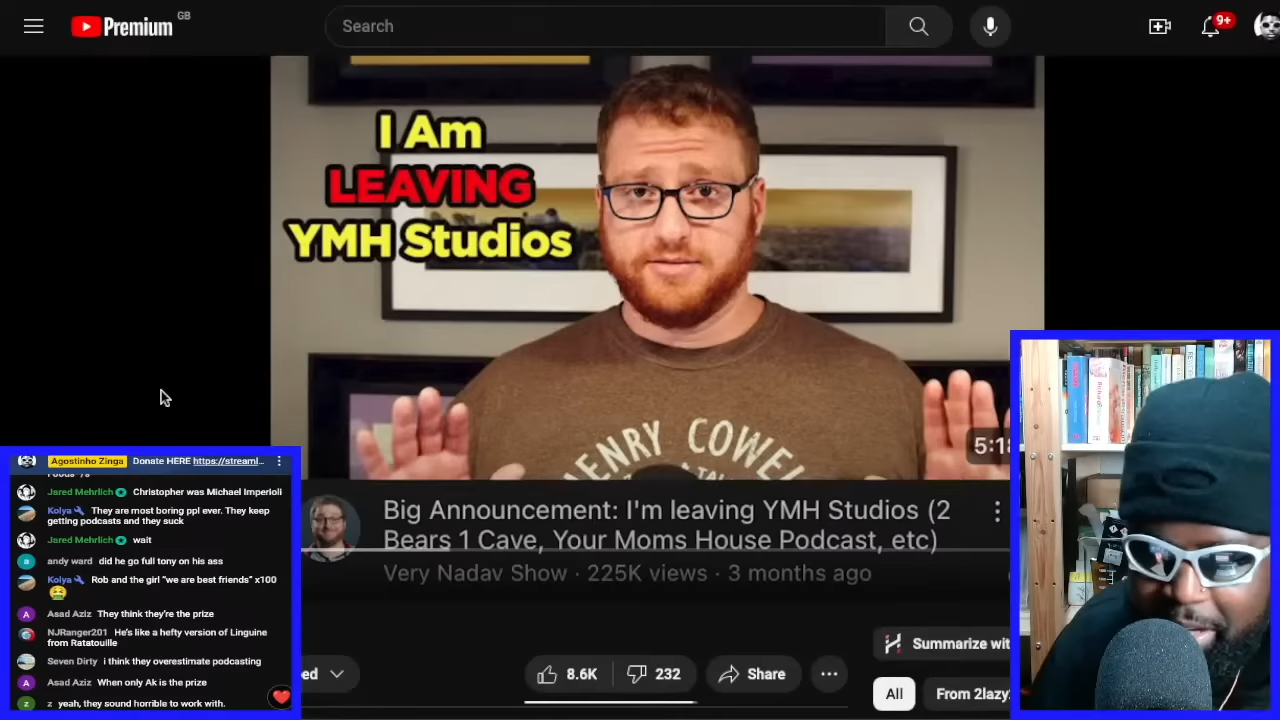 Premium
GB
Search
9+
I Am
LEAVING
YMH Studios
HENRY COWE
5:18
Big Announcement: I'm leaving YMH Studios (2
Bears 1 Cave, Your Moms House Podcast, etc)
Very Nadav Show · 225K views · 3 months ago
Summarize wit
ed
8.6K
232
Share
All
From 2lazy
Agostinho Zinga Donate HERE https://streaml...
Jared Mehrlich Christopher was Michael Imperioli
Kolya They are most boring ppl ever. They keep
getting podcasts and they suck
Jared Mehrlich wait
andy ward did he go full tony on his ass
Kolya Rob and the girl “we are best friends” x100
Asad Aziz They think they're the prize
NJRanger201 He's like a hefty version of Linguine
from Ratatouille
Seven Dirty i think they overestimate podcasting
Asad Aziz When only Ak is the prize
z yeah, they sound horrible to work with.